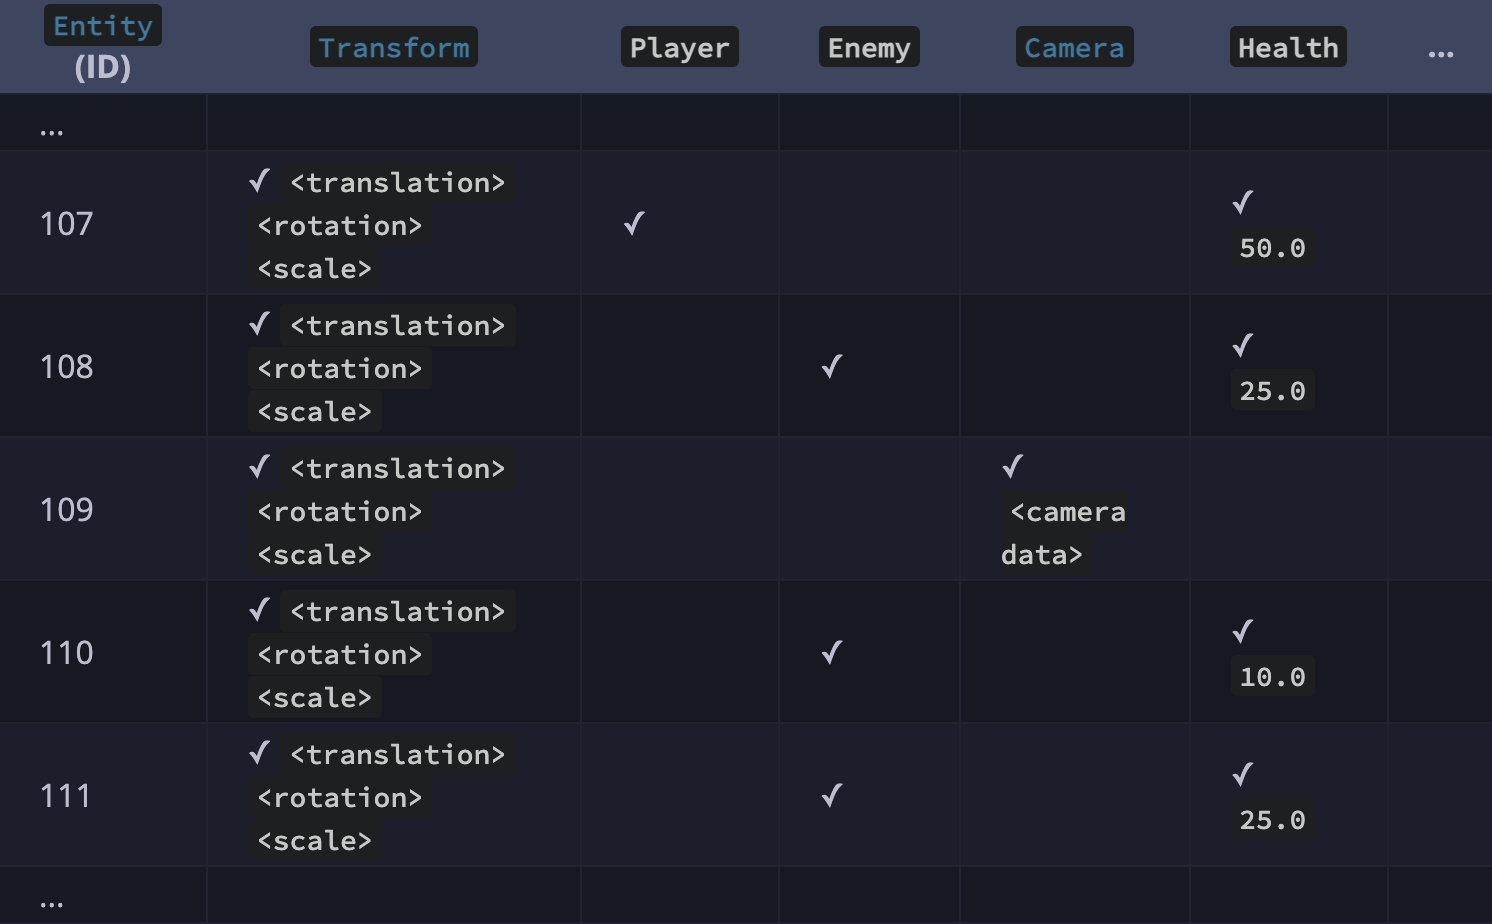 Entity (ID) Transform Player Enemy Camera Health ...
...
107 ✓ <translation> <rotation> <scale> ✓ ✓ 50.0
108 ✓ <translation> <rotation> <scale> ✓ ✓ 25.0
109 ✓ <translation> <rotation> <scale> ✓ <camera data>
110 ✓ <translation> <rotation> <scale> ✓ ✓ 10.0
111 ✓ <translation> <rotation> <scale> ✓ ✓ 25.0
...